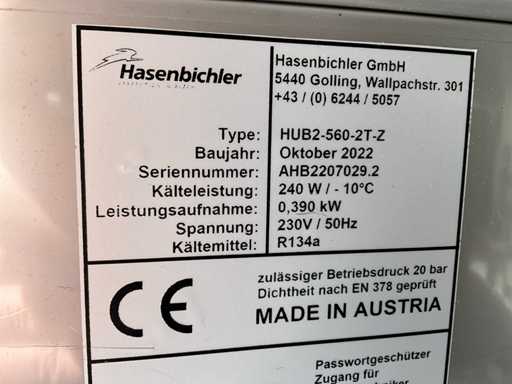 Hasenbichler
Hasenbichler GmbH
5440 Golling, Wallpachstr. 301
+43 / (0) 6244 / 5057
Type: HUB2-560-2T-Z
Baujahr: Oktober 2022
Seriennummer: AHB2207029.2
Kälteleistung: 240 W / - 10°C
Leistungsaufnahme: 0,390 kW
Spannung: 230V / 50Hz
Kältemittel: R134a
CE
zulässiger Betriebsdruck 20 bar
Dichtheit nach EN 378 geprüft
MADE IN AUSTRIA
Passwortgeschützer
Zugang für